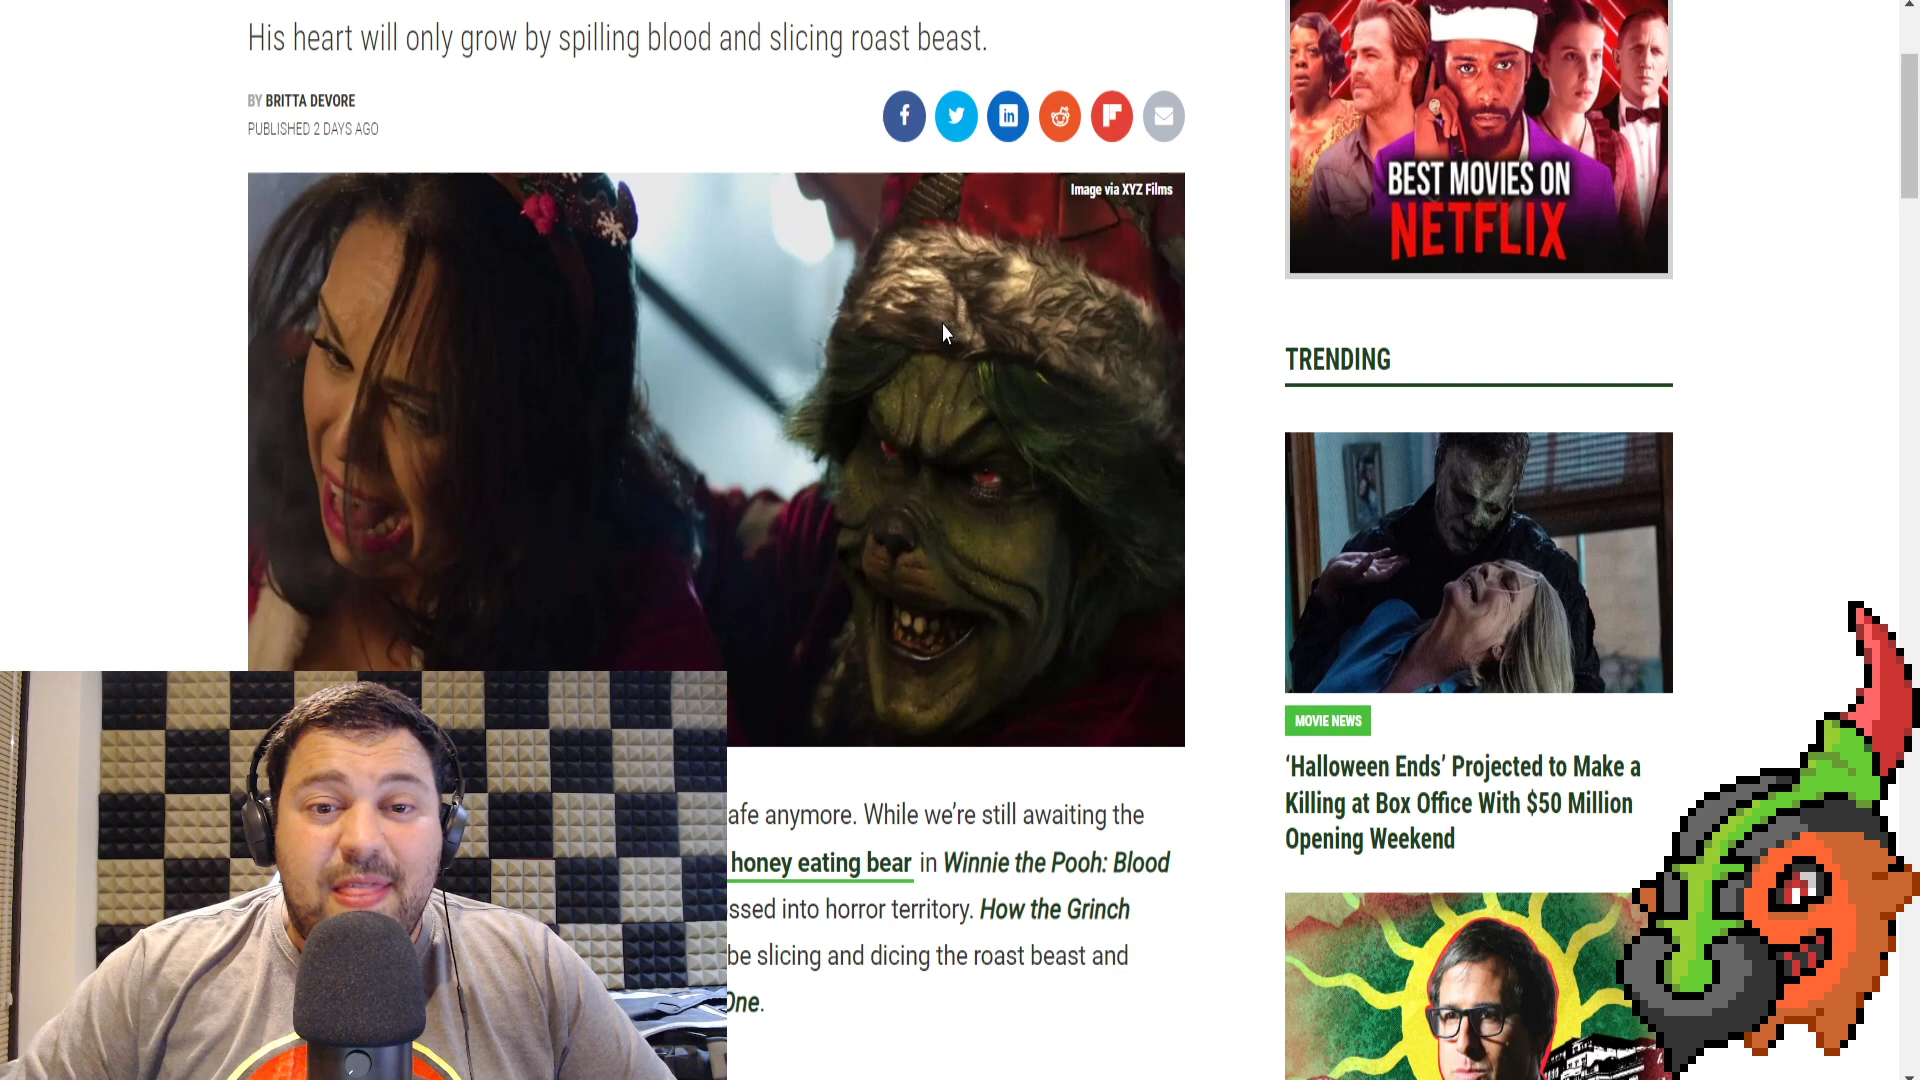 His heart will only grow by spilling blood and slicing roast beast.
BY BRITTA DEVORE
PUBLISHED 2 DAYS AGO
Image via XYZ Films
afe anymore. While we’re still awaiting the
honey eating bear in Winnie the Pooh: Blood
ssed into horror territory. How the Grinch
be slicing and dicing the roast beast and
One.
BEST MOVIES ON
NETFLIX
TRENDING
MOVIE NEWS
‘Halloween Ends’ Projected to Make a
Killing at Box Office With $50 Million
Opening Weekend